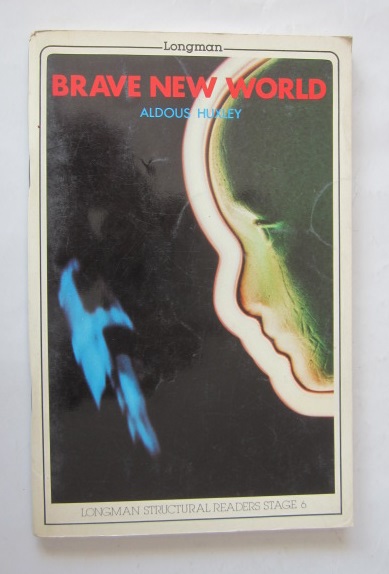 Longman
BRAVE NEW WORLD
ALDOUS HUXLEY
LONGMAN STRUCTURAL READERS STAGE 6